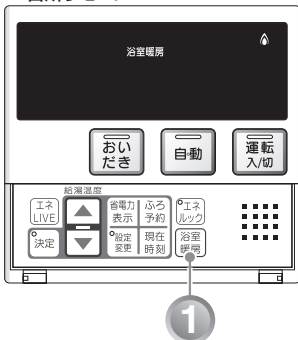 浴室暖房
おい
だき
自動
運転
入/切
給湯温度
エネ
LIVE
決定
省電力
表示
ふろ
予約
設定
変更
現在
時刻
エネ
ルック
浴室
暖房
1